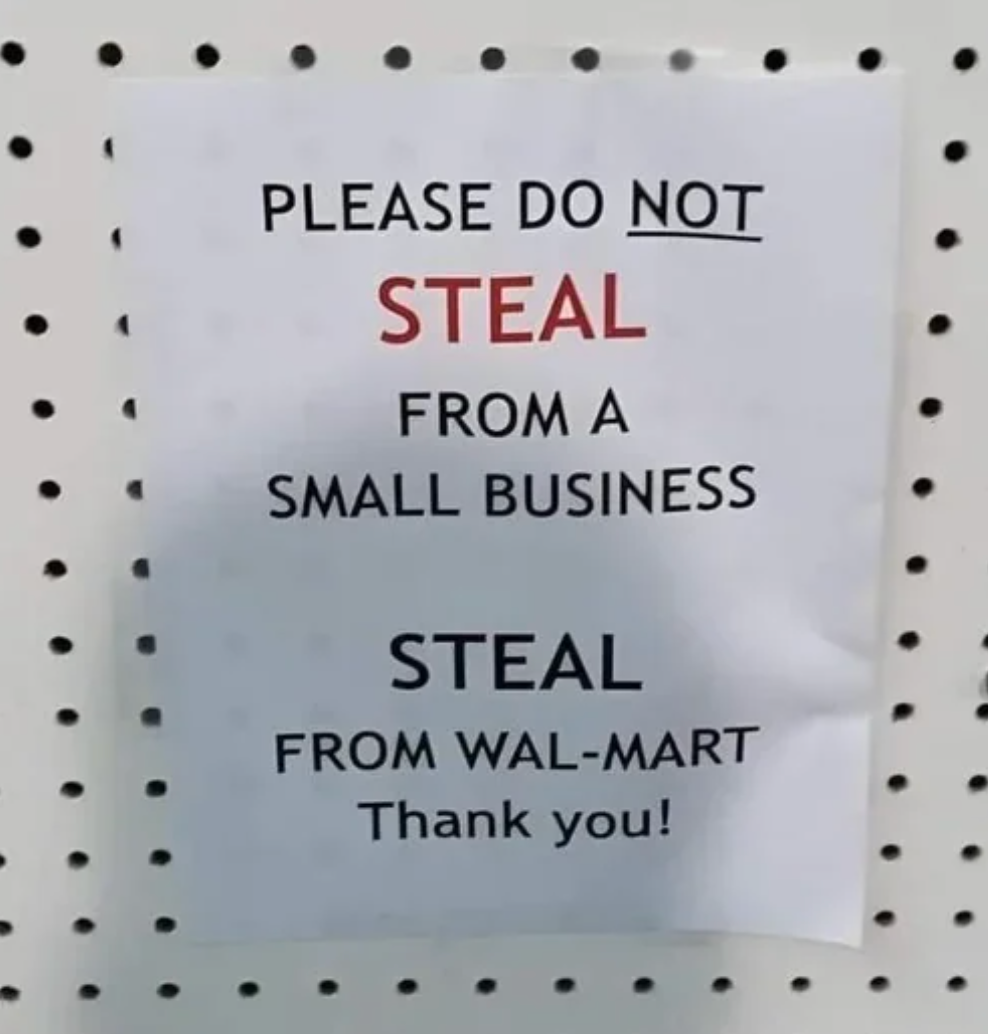 PLEASE DO NOT
STEAL
FROM A
SMALL BUSINESS
STEAL
FROM WAL-MART
Thank you!